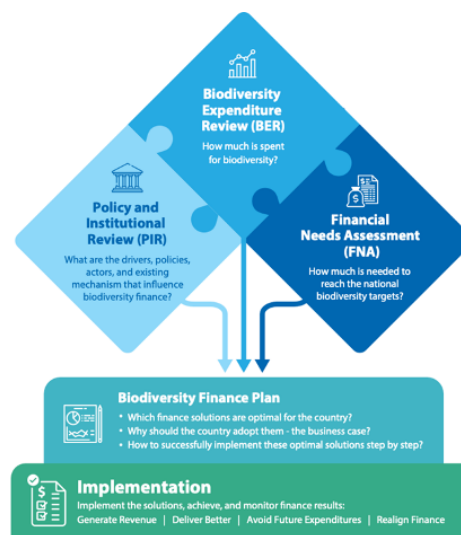 Biodiversity
Expenditure
Review (BER)
How much is spent
for biodiversity?
Policy and
Institutional
Review (PIR)
What are the drivers, policies,
actors, and existing
mechanism that influence
biodiversity finance?
Financial
Needs Assessment
(FNA)
How much is needed to
reach the national
biodiversity targets?
Biodiversity Finance Plan
• Which finance solutions are optimal for the country?
• Why should the country adopt them - the business case?
• How to successfully implement these optimal solutions step by step?
Implementation
Implement the solutions, achieve, and monitor finance results:
Generate Revenue | Deliver Better | Avoid Future Expenditures | Realign Finance